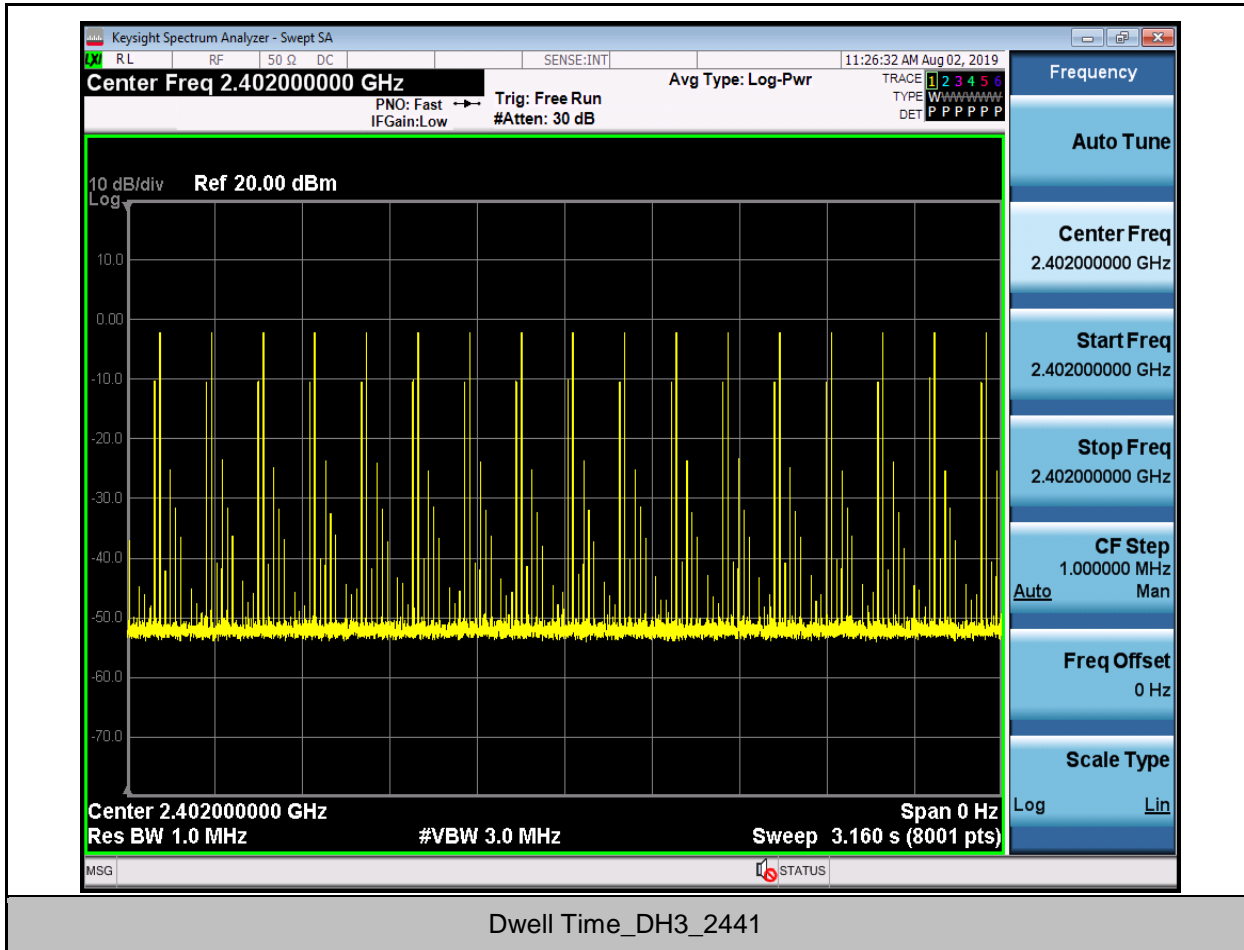 Keysight Spectrum Analyzer - Swept SA
LXI RL RF 50 Ω DC SENSE:INT 11:26:32 AM Aug 02, 2019
Center Freq 2.402000000 GHz Avg Type: Log-Pwr TRACE 1 2 3 4 5 6
PNO: Fast Trig: Free Run TYPE WWWWWW
IFGain:Low #Atten: 30 dB DET P P P P P P
10 dB/div Ref 20.00 dBm
Log
10.0
0.00
-10.0
-20.0
-30.0
-40.0
-50.0
-60.0
-70.0
Center 2.402000000 GHz Span 0 Hz
Res BW 1.0 MHz #VBW 3.0 MHz Sweep 3.160 s (8001 pts)
MSG STATUS
Frequency
Auto Tune
Center Freq
2.402000000 GHz
Start Freq
2.402000000 GHz
Stop Freq
2.402000000 GHz
CF Step
1.000000 MHz
Auto Man
Freq Offset
0 Hz
Scale Type
Log Lin
Dwell Time_DH3_2441